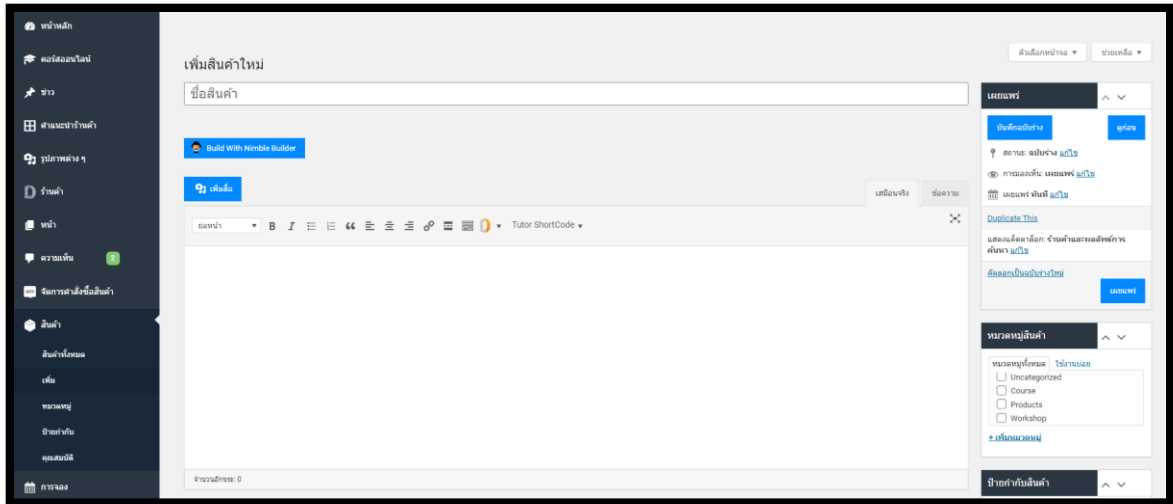 หน้าหลัก
คอร์สออนไลน์
ข่าว
คำแนะนำร้านค้า
รูปภาพต่าง ๆ
ร้านค้า
หน้า
ความเห็น 2
จัดการคำสั่งซื้อสินค้า
สินค้า
สินค้าทั้งหมด
เพิ่ม
หมวดหมู่
ป้ายกำกับ
คุณสมบัติ
การจอง
ตัวเลือกหน้าจอ
ช่วยเหลือ
เพิ่มสินค้าใหม่
ชื่อสินค้า
Build With Nimble Builder
เพิ่มสื่อ
เสมือนจริง
ข้อความ
ย่อหน้า
B I
Tutor ShortCode
จำนวนอักขระ: 0
เผยแพร่
บันทึกฉบับร่าง
ดูก่อน
สถานะ: ฉบับร่าง แก้ไข
การมองเห็น: เผยแพร่ แก้ไข
เผยแพร่ ทันที แก้ไข
Duplicate This
แสดงแค็ตตาล็อก: ร้านค้าและผลลัพธ์การ
ค้นหา แก้ไข
คัดลอกเป็นฉบับร่างใหม่
เผยแพร่
หมวดหมู่สินค้า
หมวดหมู่ทั้งหมด
ใช้งานบ่อย
Uncategorized
Course
Products
Workshop
+ เพิ่มหมวดหมู่
ป้ายกำกับสินค้า